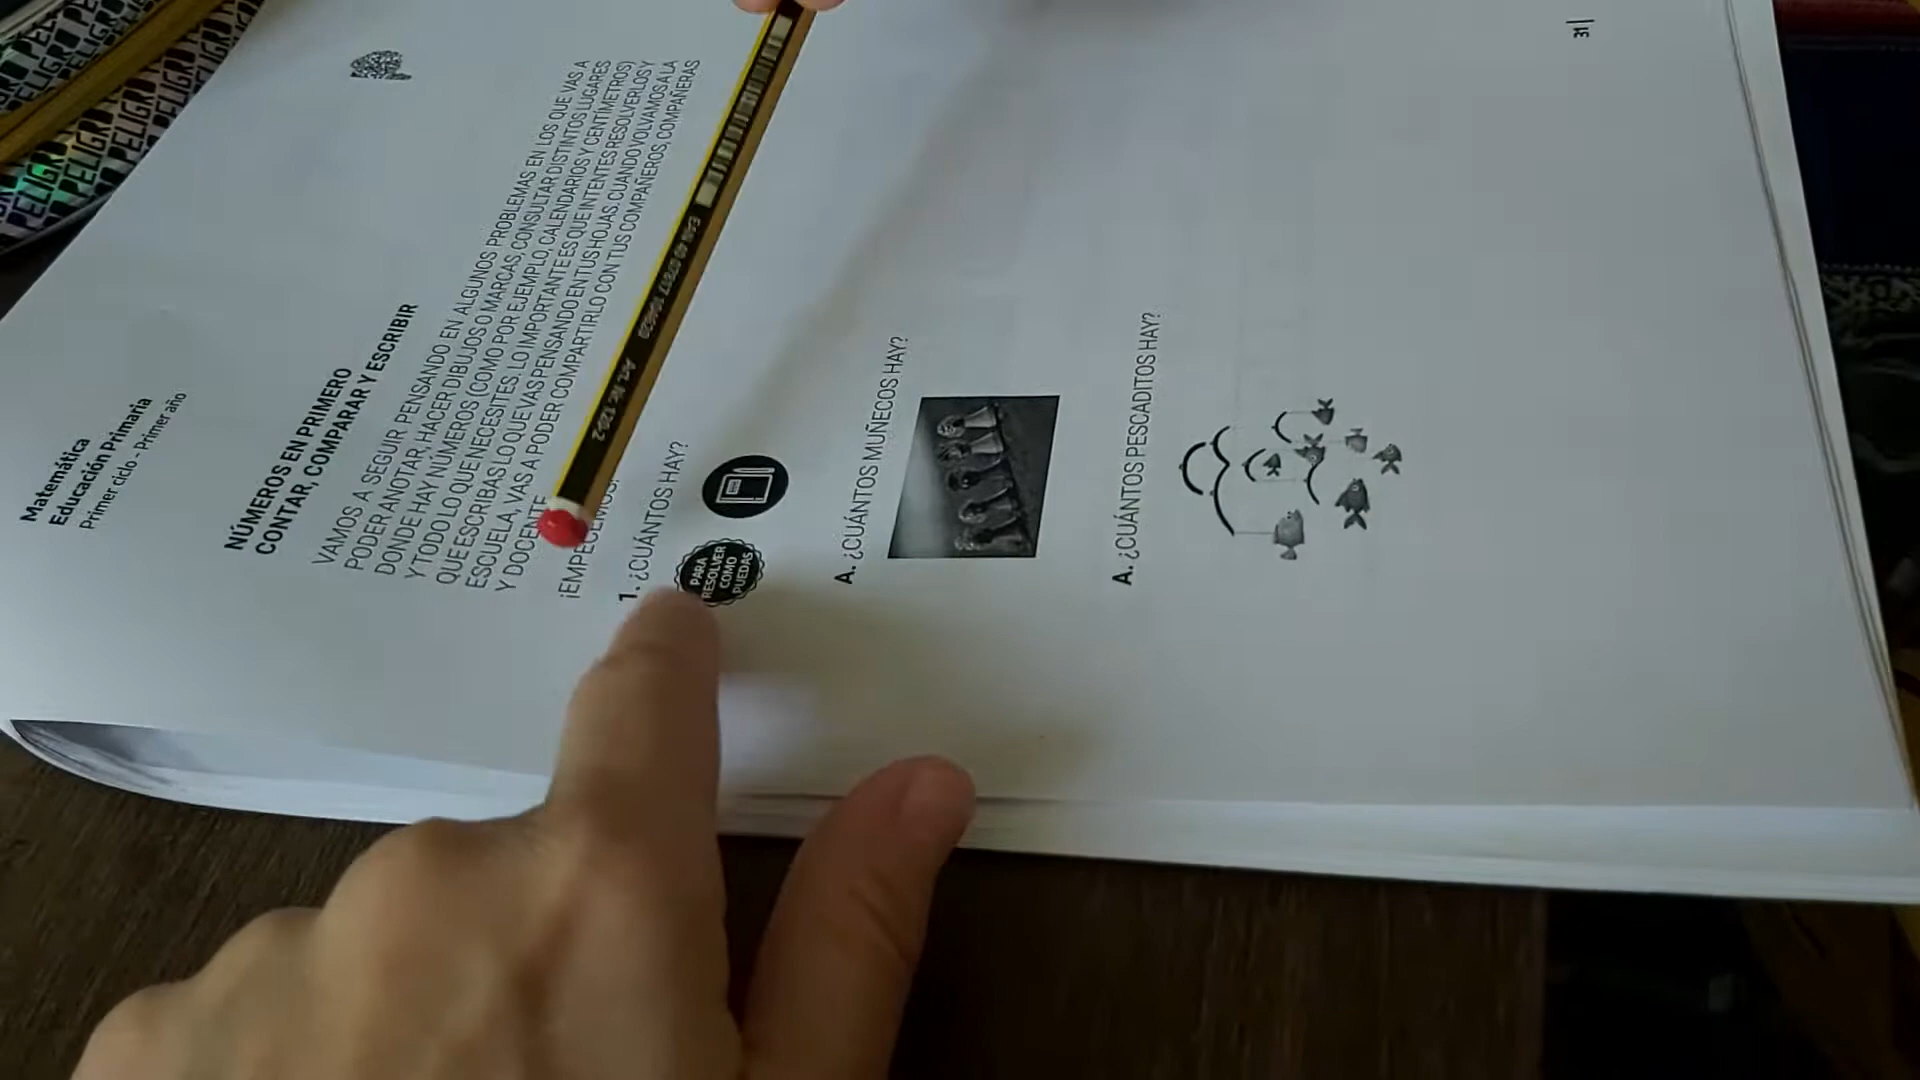 Matemática
Educación Primaria
Primer ciclo - Primer año
NÚMEROS EN PRIMERO
CONTAR, COMPARAR Y ESCRIBIR
VAMOS A SEGUIR PENSANDO EN ALGUNOS PROBLEMAS EN LOS QUE VAS A
PODER ANOTAR, HACER DIBUJOS O MARCAS, CONSULTAR DISTINTOS LUGARES
DONDE HAY NÚMEROS (COMO POR EJEMPLO, CALENDARIOS Y CENTÍMETROS)
Y TODO LO QUE NECESITES. LO IMPORTANTE ES QUE INTENTES RESOLVERLOS Y
QUE ESCRIBAS LO QUE VAS PENSANDO EN TUS HOJAS. CUANDO VOLVAMOS A LA
ESCUELA, VAS A PODER COMPARTIRLO CON TUS COMPAÑEROS, COMPAÑERAS
Y DOCENTE.
¡EMPECEMOS!
1. ¿CUÁNTOS HAY?
PARA
RESOLVER
COMO
PUEDAS
A. ¿CUÁNTOS MUÑECOS HAY?
A. ¿CUÁNTOS PESCADITOS HAY?
31
PELIGRO
PELIGRO
PELIGRO
PELIGRO